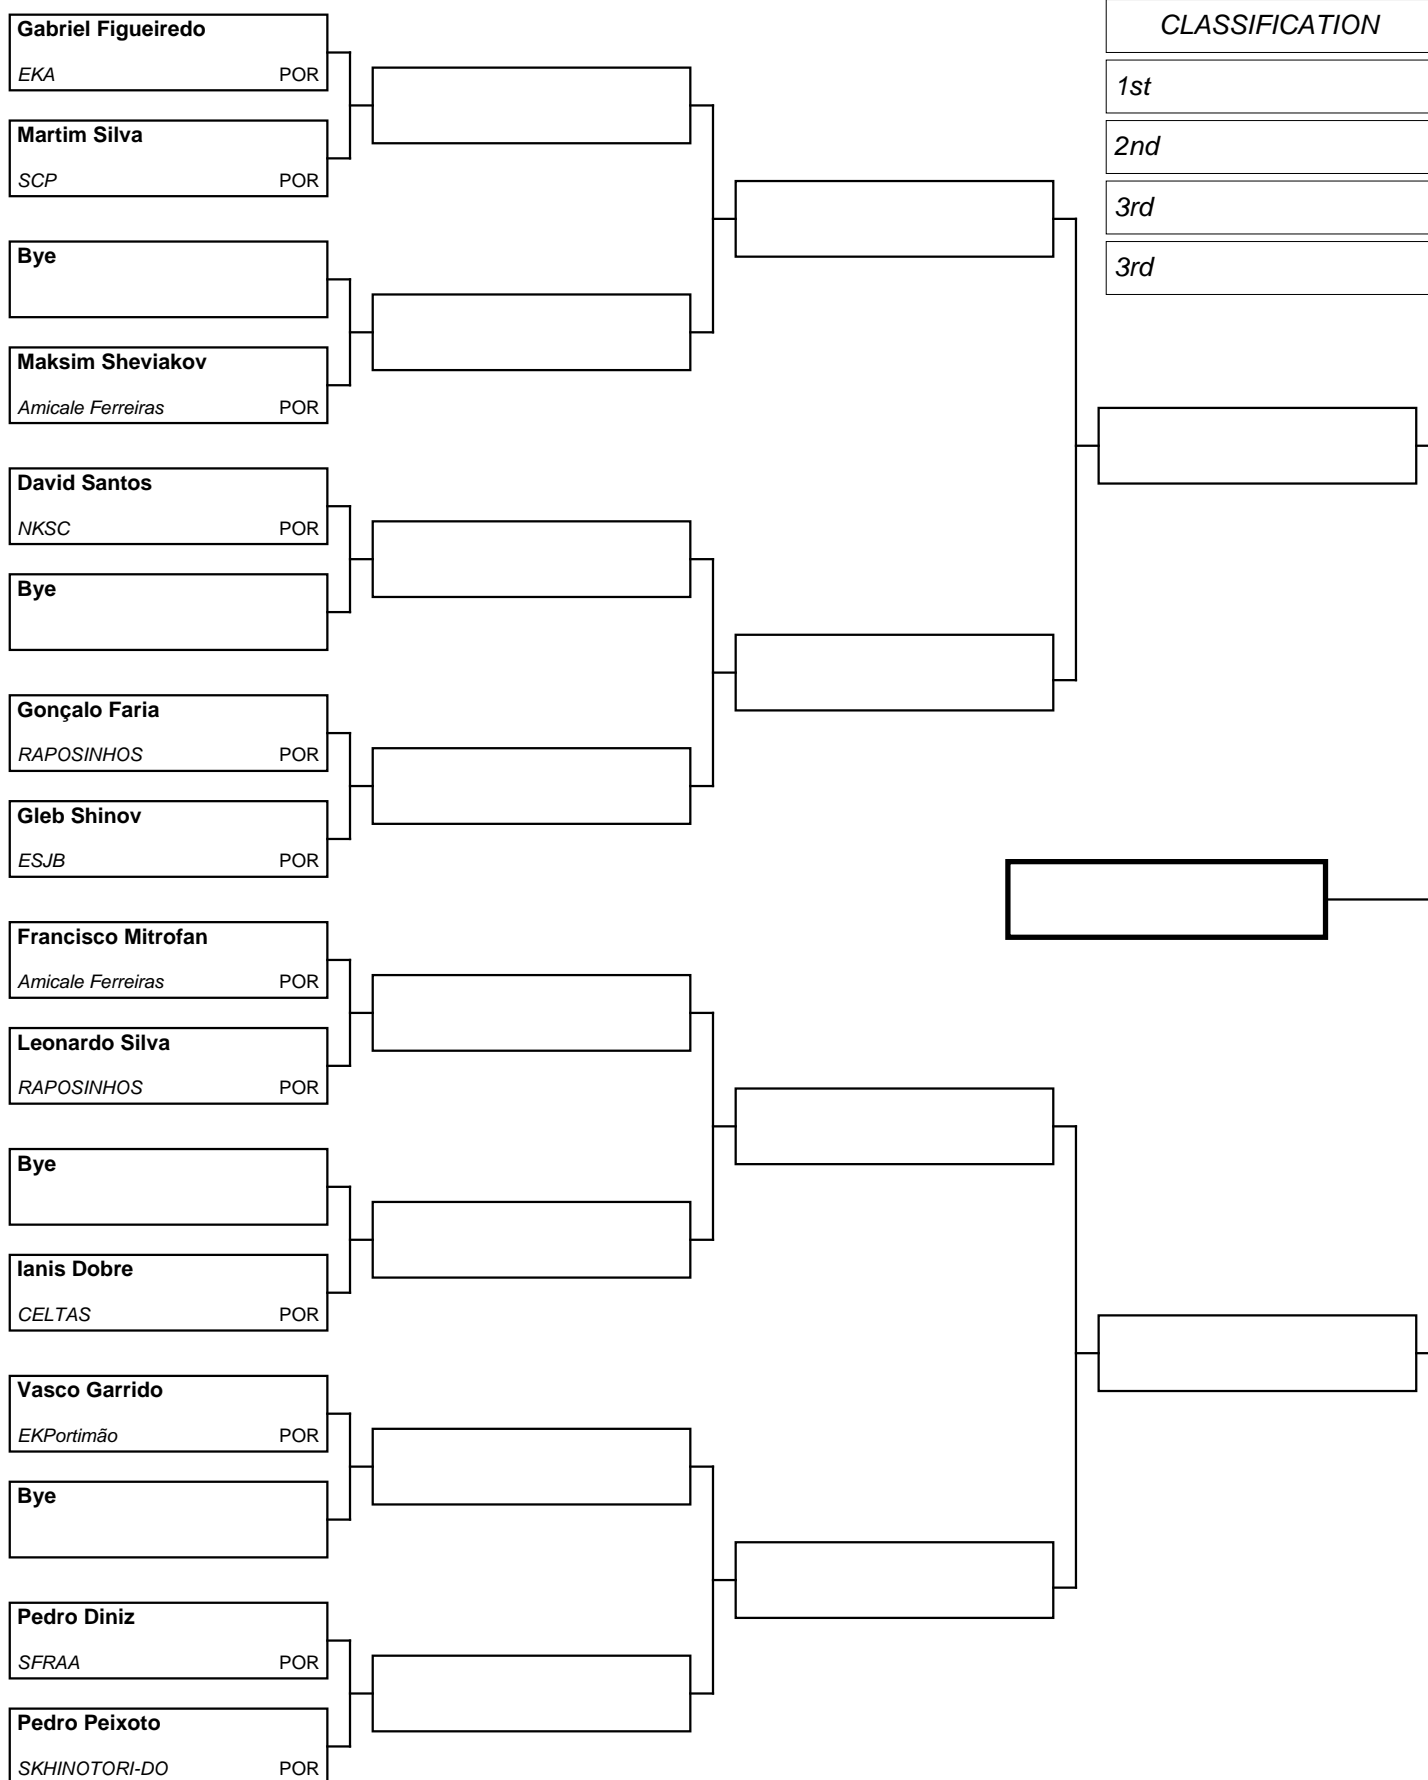 Gabriel Figueiredo
EKA POR
Martim Silva
SCP POR
Bye
Maksim Sheviakov
Amicale Ferreiras POR
David Santos
NKSC POR
Bye
Gonçalo Faria
RAPOSINHOS POR
Gleb Shinov
ESJB POR
Francisco Mitrofan
Amicale Ferreiras POR
Leonardo Silva
RAPOSINHOS POR
Bye
Ianis Dobre
CELTAS POR
Vasco Garrido
EKPortimão POR
Bye
Pedro Diniz
SFRAA POR
Pedro Peixoto
SKHINOTORI-DO POR
CLASSIFICATION
1st
2nd
3rd
3rd